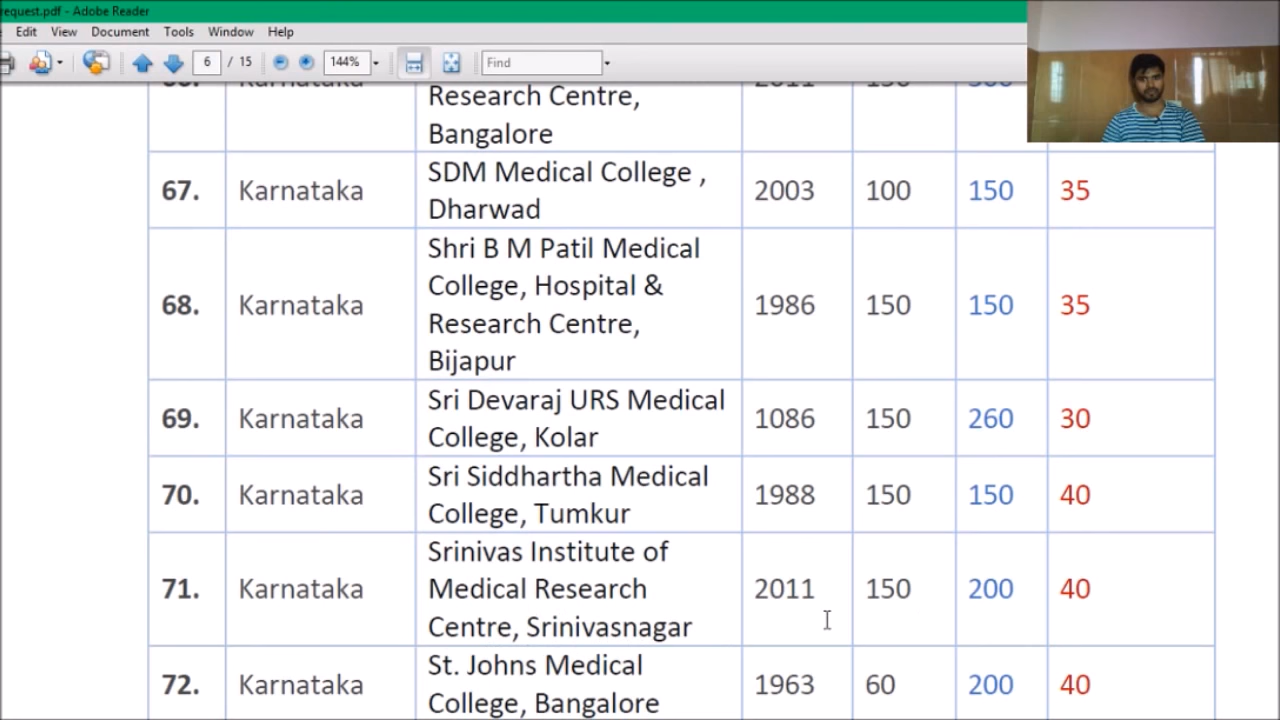 request.pdf - Adobe Reader
Edit View Document Tools Window Help
6 / 15 144% Find
Karnataka
Research Centre,
Bangalore
67. Karnataka SDM Medical College , 2003 100 150 35
Dharwad
Shri B M Patil Medical
College, Hospital &
68. Karnataka 1986 150 150 35
Research Centre,
Bijapur
69. Karnataka Sri Devaraj URS Medical 1086 150 260 30
College, Kolar
70. Karnataka Sri Siddhartha Medical 1988 150 150 40
College, Tumkur
Srinivas Institute of
71. Karnataka Medical Research 2011 150 200 40
Centre, Srinivasnagar
72. Karnataka St. Johns Medical 1963 60 200 40
College, Bangalore